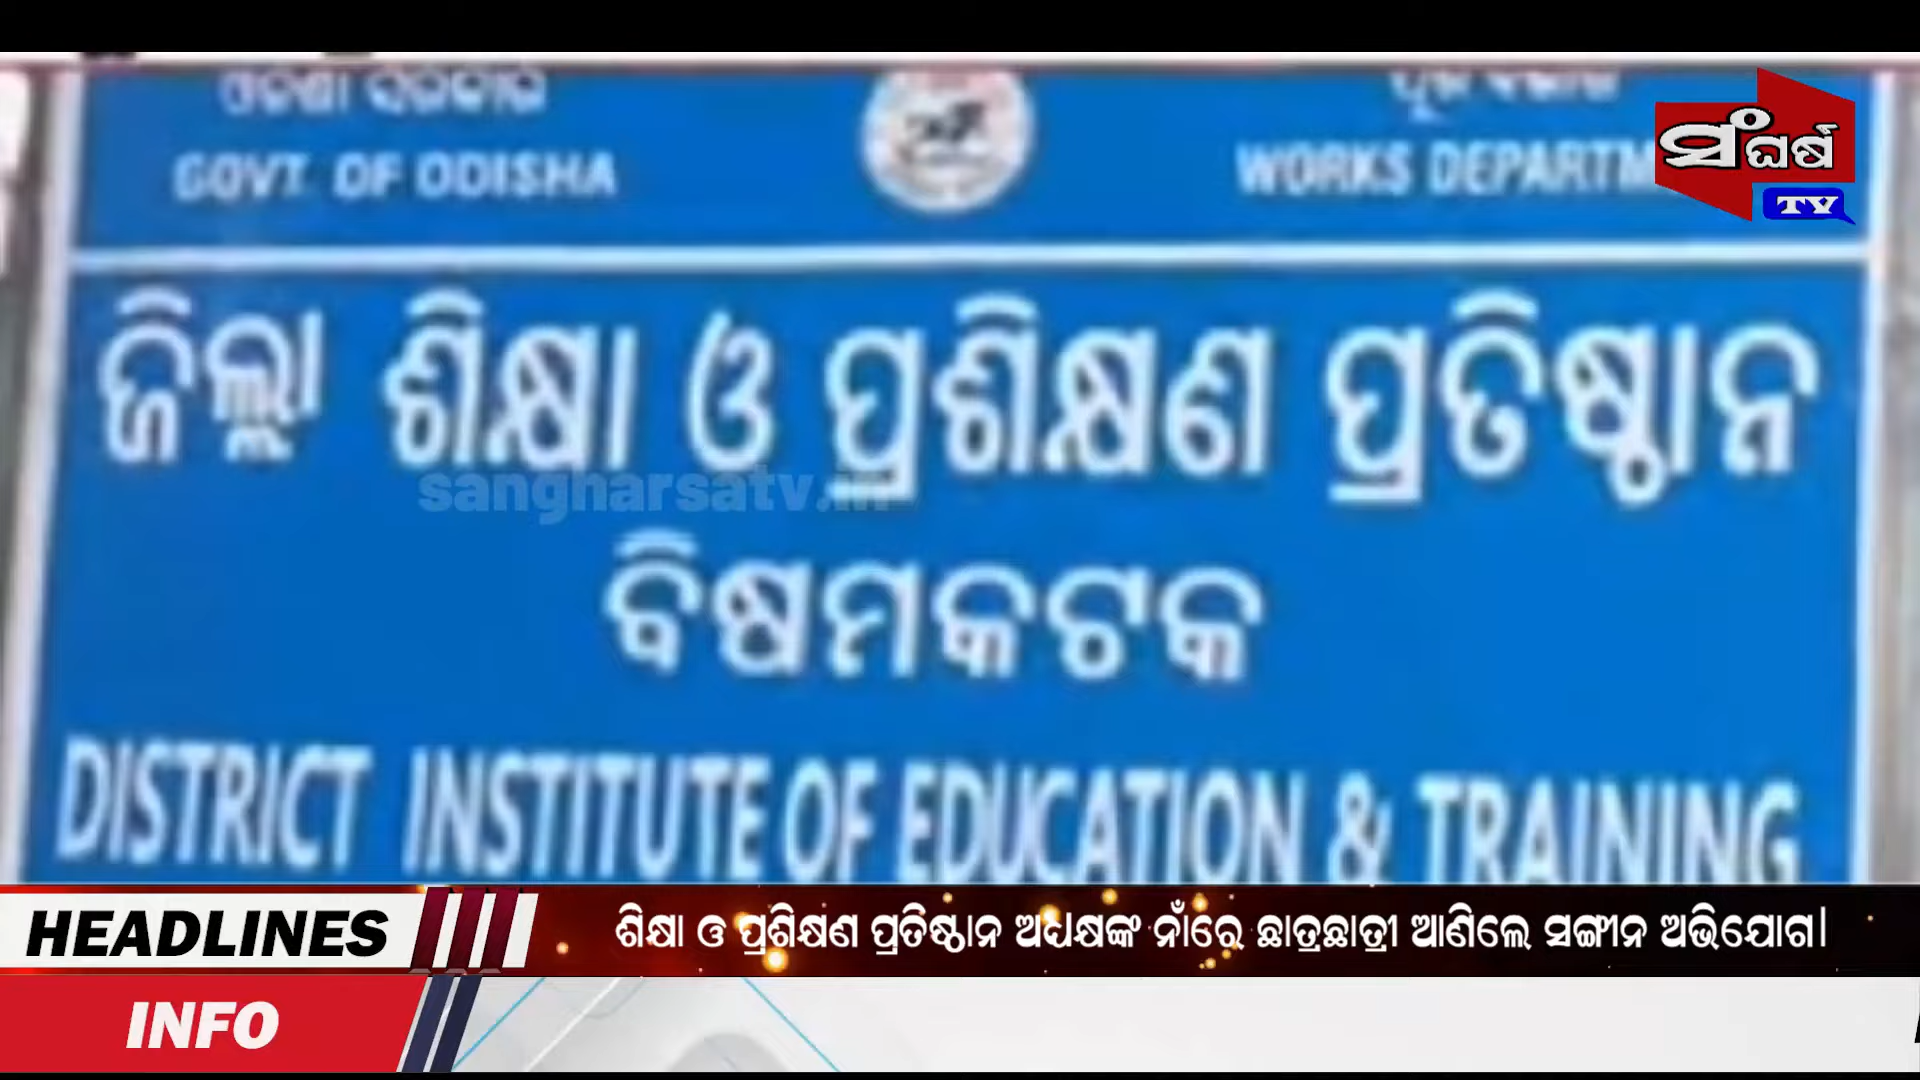 ଓଡିଶା ସରକାର
GOVT. OF ODISHA
WORKS DEPARTM
ସଂଘର୍ଷ
TV
ଜିଲ୍ଲା ଶିକ୍ଷା ଓ ପ୍ରଶିକ୍ଷଣ ପ୍ରତିଷ୍ଠାନ
sangharsatv.in
ବିଷମକଟକ
DISTRICT INSTITUTE OF EDUCATION & TRAINING
HEADLINES
ଶିକ୍ଷା ଓ ପ୍ରଶିକ୍ଷଣ ପ୍ରତିଷ୍ଠାନ ଅଧ୍ୟକ୍ଷଙ୍କ ନାଁରେ ଛାତ୍ରଛାତ୍ରୀ ଆଣିଲେ ସଙ୍ଗୀନ ଅଭିଯୋଗ।
INFO